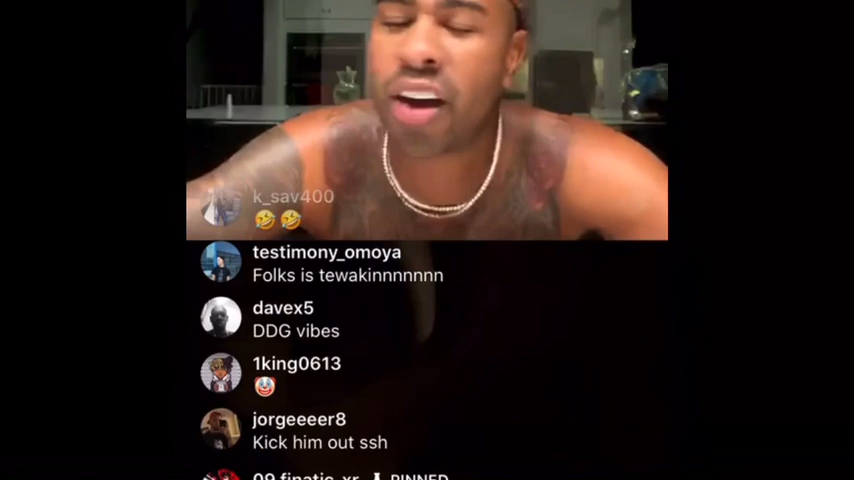 k_sav400
🤣🤣
testimony_omoya
Folks is tewakinnnnnnn
davex5
DDG vibes
1king0613
🤡
jorgeeeer8
Kick him out ssh
PINNED